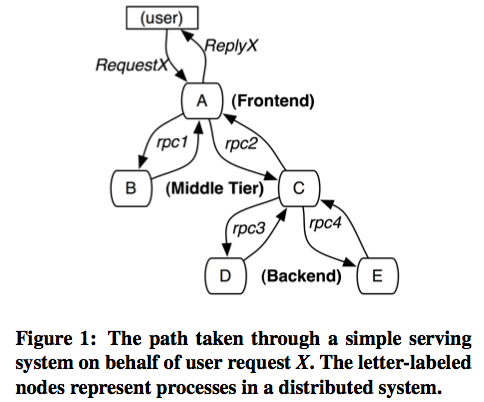 (user)
RequestX
ReplyX
A
(Frontend)
rpc1
rpc2
B
(Middle Tier)
C
rpc3
rpc4
D
(Backend)
E
Figure 1: The path taken through a simple serving
system on behalf of user request X. The letter-labeled
nodes represent processes in a distributed system.